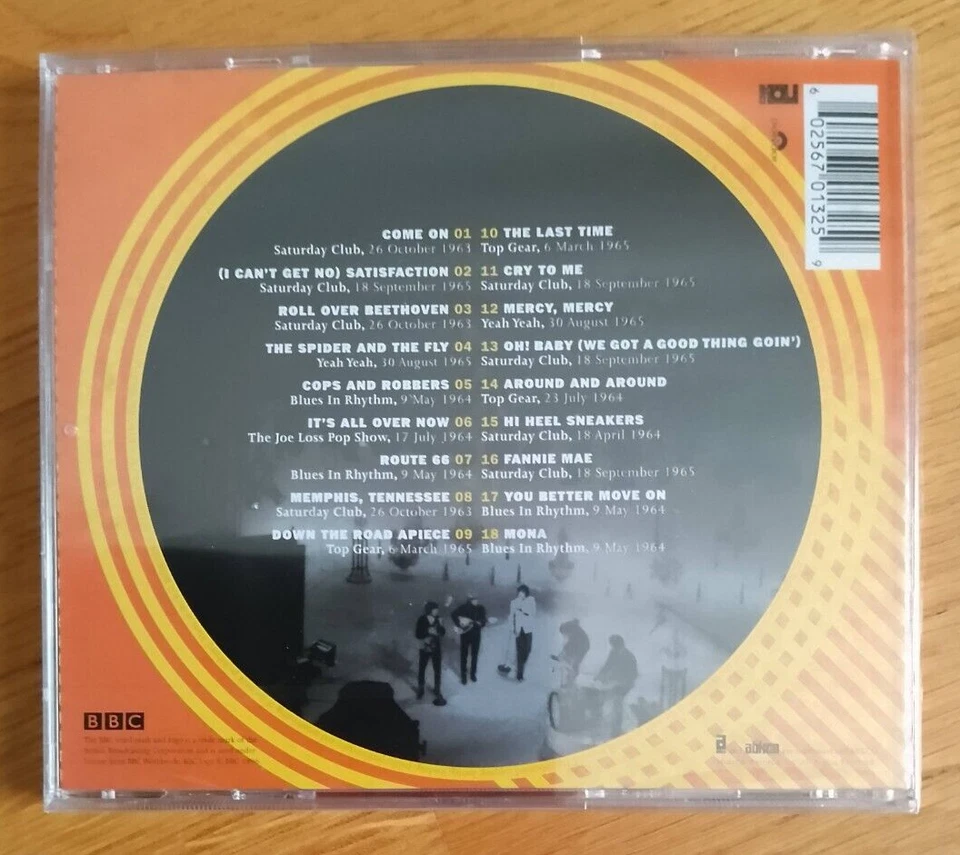 COME ON 01
Saturday Club, 26 October 1963
(I CAN'T GET NO) SATISFACTION 02
Saturday Club, 18 September 1965
ROLL OVER BEETHOVEN 03
Saturday Club, 26 October 1963
THE SPIDER AND THE FLY 04
Yeah Yeah, 30 August 1965
COPS AND ROBBERS 05
Blues In Rhythm, 9 May 1964
IT'S ALL OVER NOW 06
The Joe Loss Pop Show, 17 July 1964
ROUTE 66 07
Blues In Rhythm, 9 May 1964
MEMPHIS, TENNESSEE 08
Saturday Club, 26 October 1963
DOWN THE ROAD APIECE 09
Top Gear, 6 March 1965
10 THE LAST TIME
Top Gear, 6 March 1965
11 CRY TO ME
Saturday Club, 18 September 1965
12 MERCY, MERCY
Yeah Yeah, 30 August 1965
13 OH! BABY (WE GOT A GOOD THING GOIN')
Saturday Club, 18 September 1965
14 AROUND AND AROUND
Top Gear, 23 July 1964
15 HI HEEL SNEAKERS
Saturday Club, 18 April 1964
16 FANNIE MAE
Saturday Club, 18 September 1965
17 YOU BETTER MOVE ON
Blues In Rhythm, 9 May 1964
18 MONA
Blues In Rhythm, 9 May 1964
6 02567 01325 9
BBC
abkco